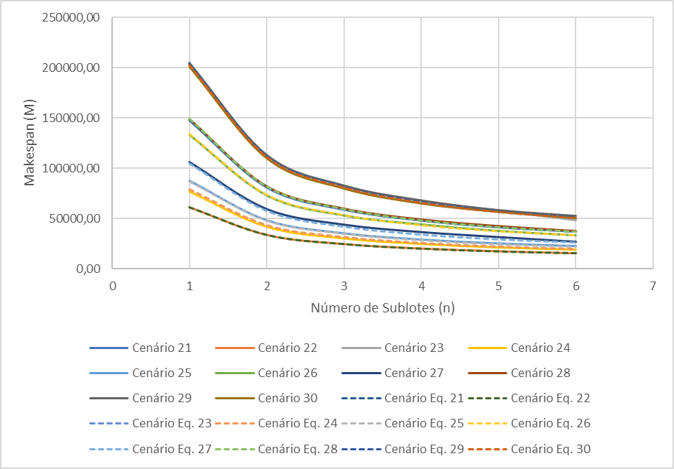 250000,00
200000,00
150000,00
100000,00
50000,00
0,00
Makespan (M)
0 1 2 3 4 5 6 7
Número de Sublotes (n)
Cenário 21 Cenário 22 Cenário 23 Cenário 24
Cenário 25 Cenário 26 Cenário 27 Cenário 28
Cenário 29 Cenário 30 Cenário Eq. 21 Cenário Eq. 22
Cenário Eq. 23 Cenário Eq. 24 Cenário Eq. 25 Cenário Eq. 26
Cenário Eq. 27 Cenário Eq. 28 Cenário Eq. 29 Cenário Eq. 30